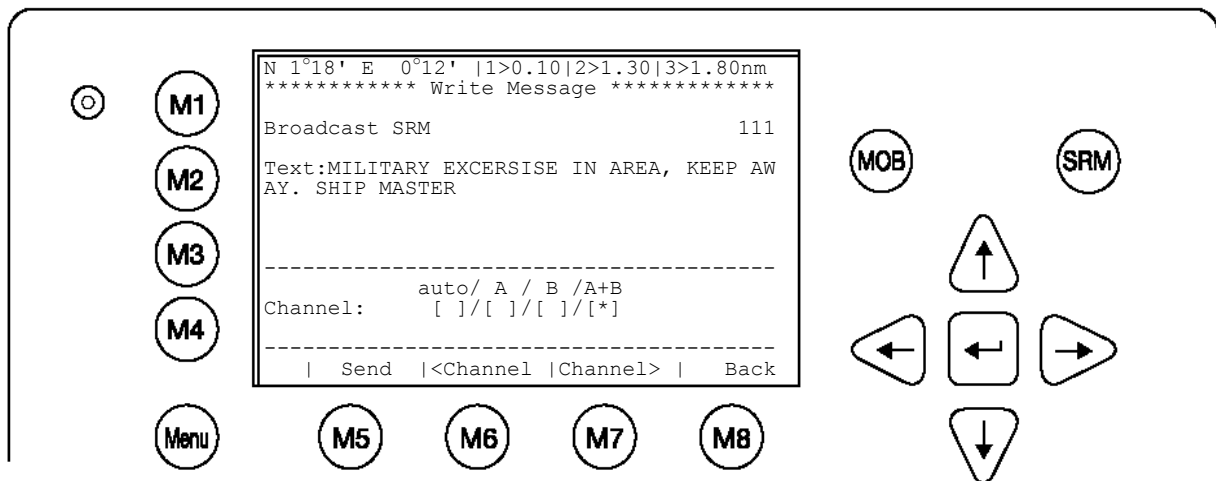 N 1°18' E  0°12' |1>0.10|2>1.30|3>1.80nm
************ Write Message *************
Broadcast SRM                        111
Text:MILITARY EXCERSISE IN AREA, KEEP AW
AY. SHIP MASTER
----------------------------------------
auto/ A / B /A+B
Channel:     [ ]/[ ]/[ ]/[*]
----------------------------------------
|  Send  |<Channel |Channel> |   Back
M1
M2
M3
M4
MOB
SRM
Menu
M5 M6 M7 M8